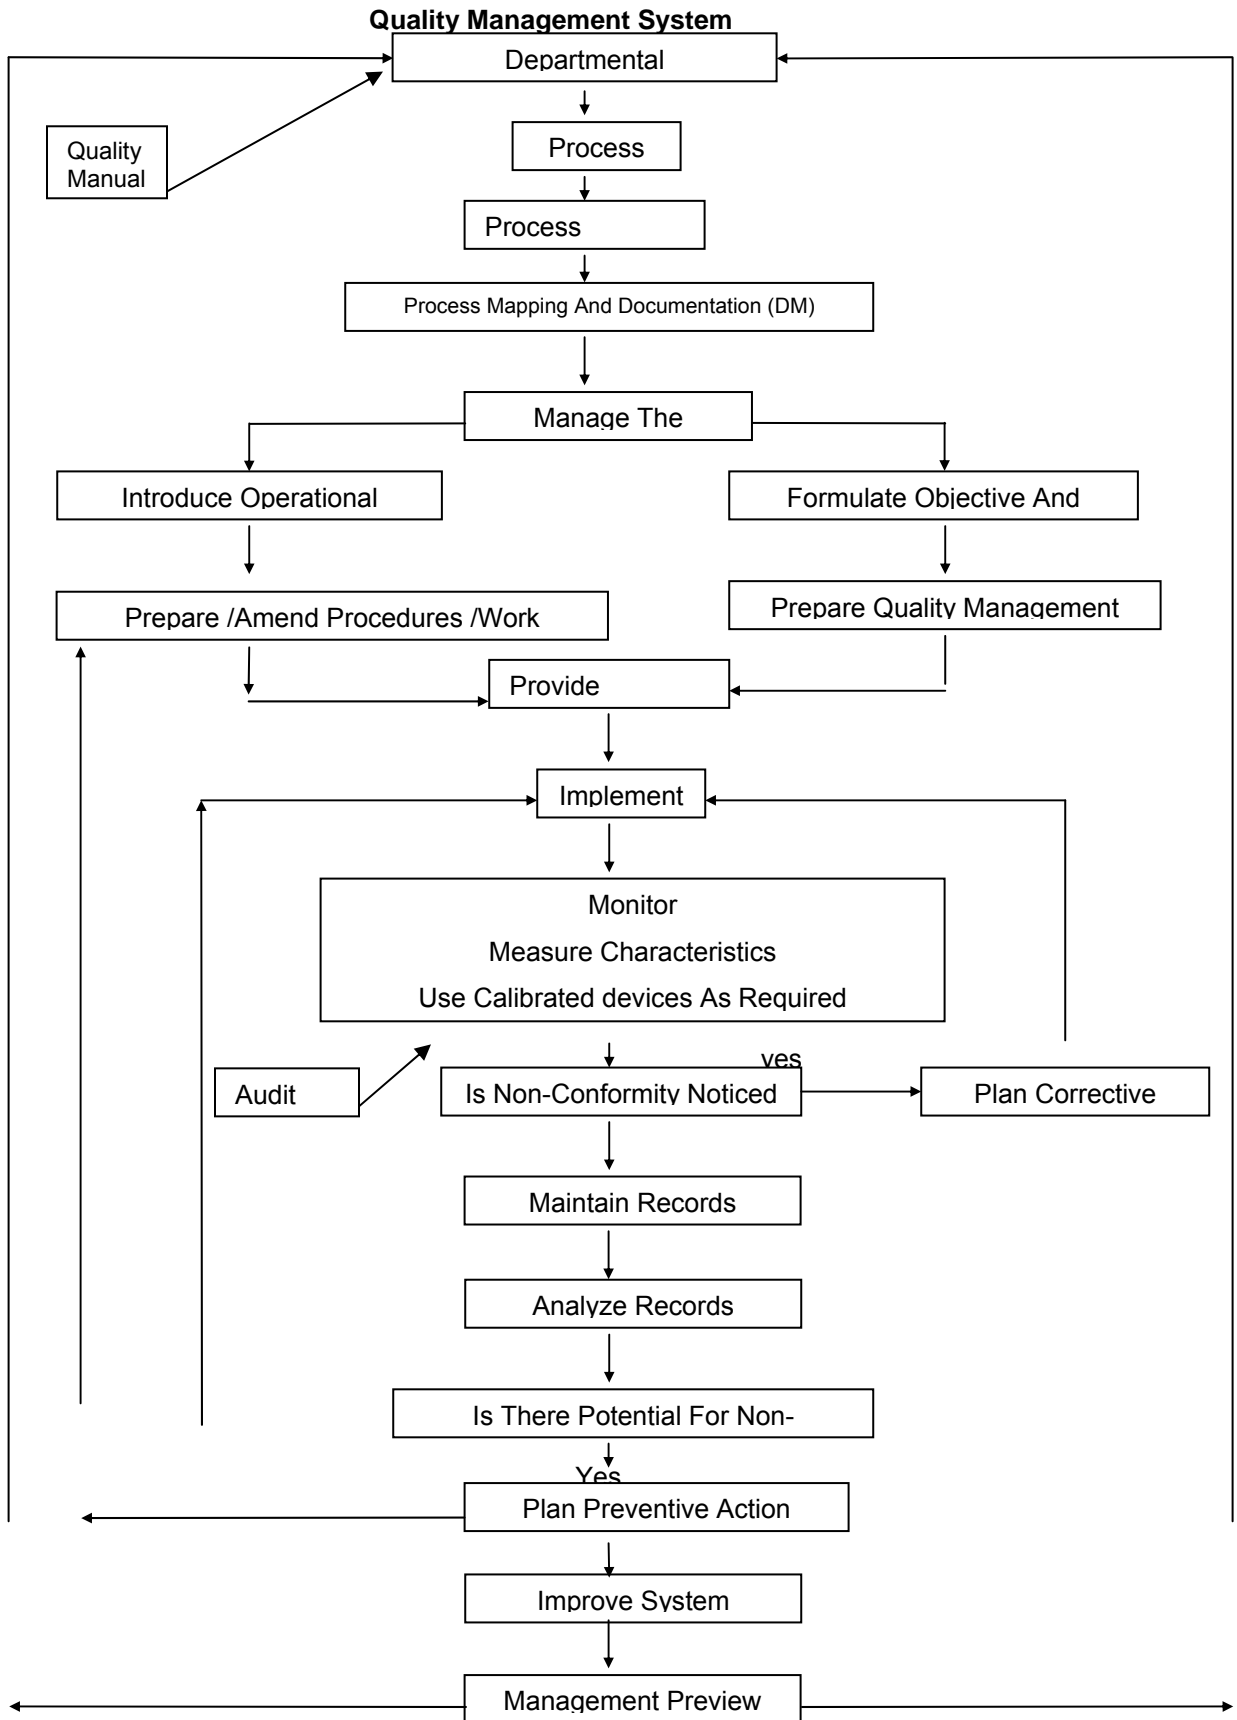 Quality Management System
Departmental
Quality
Manual
Process
Process
Process Mapping And Documentation (DM)
Manage The
Introduce Operational
Formulate Objective And
Prepare /Amend Procedures /Work
Prepare Quality Management
Provide
Implement
Monitor
Measure Characteristics
Use Calibrated devices As Required
yes
Audit
Is Non-Conformity Noticed
Plan Corrective
Maintain Records
Analyze Records
Is There Potential For Non-
Yes
Plan Preventive Action
Improve System
Management Preview